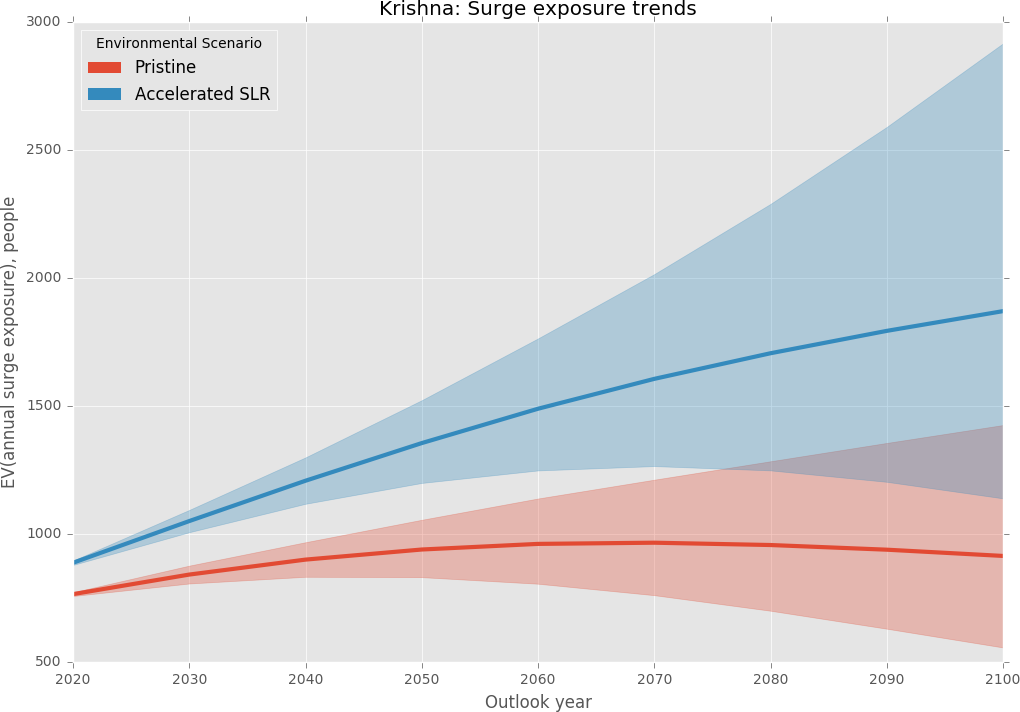 Krishna: Surge exposure trends
Environmental Scenario
Pristine
Accelerated SLR
EV(annual surge exposure), people
3000
2500
2000
1500
1000
500
2020 2030 2040 2050 2060 2070 2080 2090 2100
Outlook year